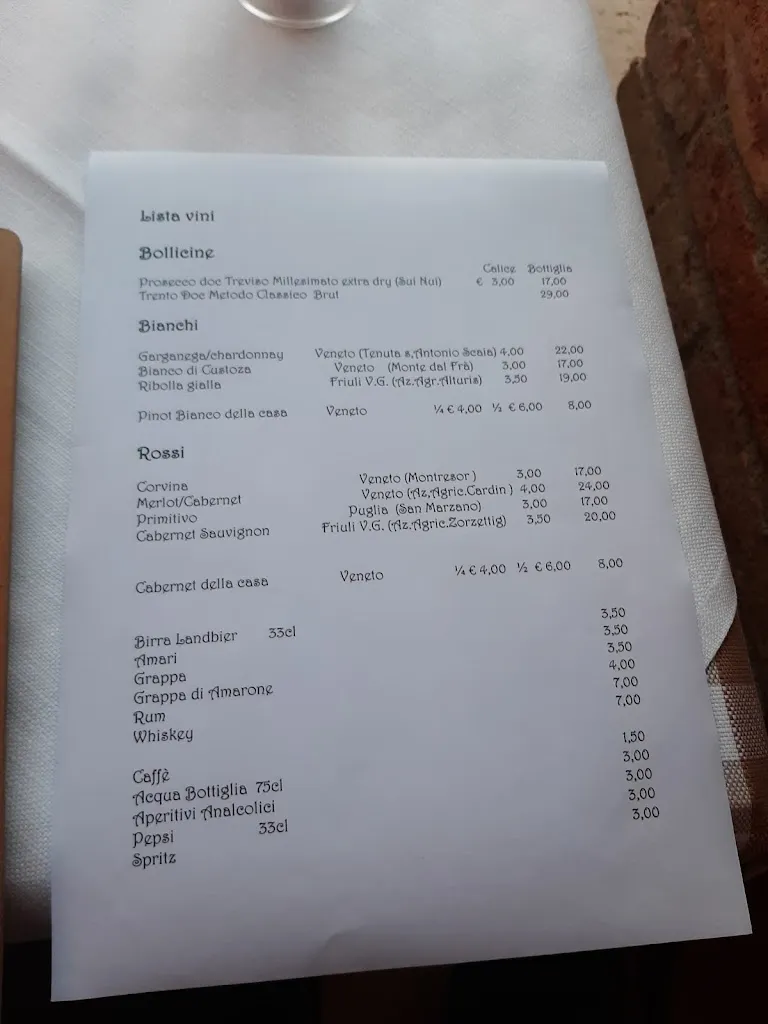 Lista vini
Bollicine
Calice Bottiglia
Prosecco doc Treviso Millesimato extra dry (Sui Nui) € 3,00 17,00
Trento Doc Metodo Classico Brut 29,00
Bianchi
Garganega/chardonnay Veneto (Tenuta s,Antonio Scaia) 4,00 22,00
Bianco di Custoza Veneto (Monte dal Frà) 3,00 17,00
Ribolla gialla Friuli V.G. (Az.Agr.Alturis) 3,50 19,00
Pinot Bianco della casa Veneto ¼ € 4,00 ½ € 6,00 8,00
Rossi
Corvina Veneto (Montresor ) 3,00 17,00
Merlot/Cabernet Veneto (Az,Agric.Cardin ) 4,00 24,00
Primitivo Puglia (San Marzano) 3,00 17,00
Cabernet Sauvignon Friuli V.G. (Az.Agric.Zorzettig) 3,50 20,00
Cabernet della casa Veneto ¼ € 4,00 ½ € 6,00 8,00
Birra Landbier 33cl 3,50
Amari 3,50
Grappa 3,50
Grappa di Amarone 4,00
Rum 7,00
Whiskey 7,00
Caffè 1,50
Acqua Bottiglia 75cl 3,00
Aperitivi Analcolici 3,00
Pepsi 33cl 3,00
Spritz 3,00